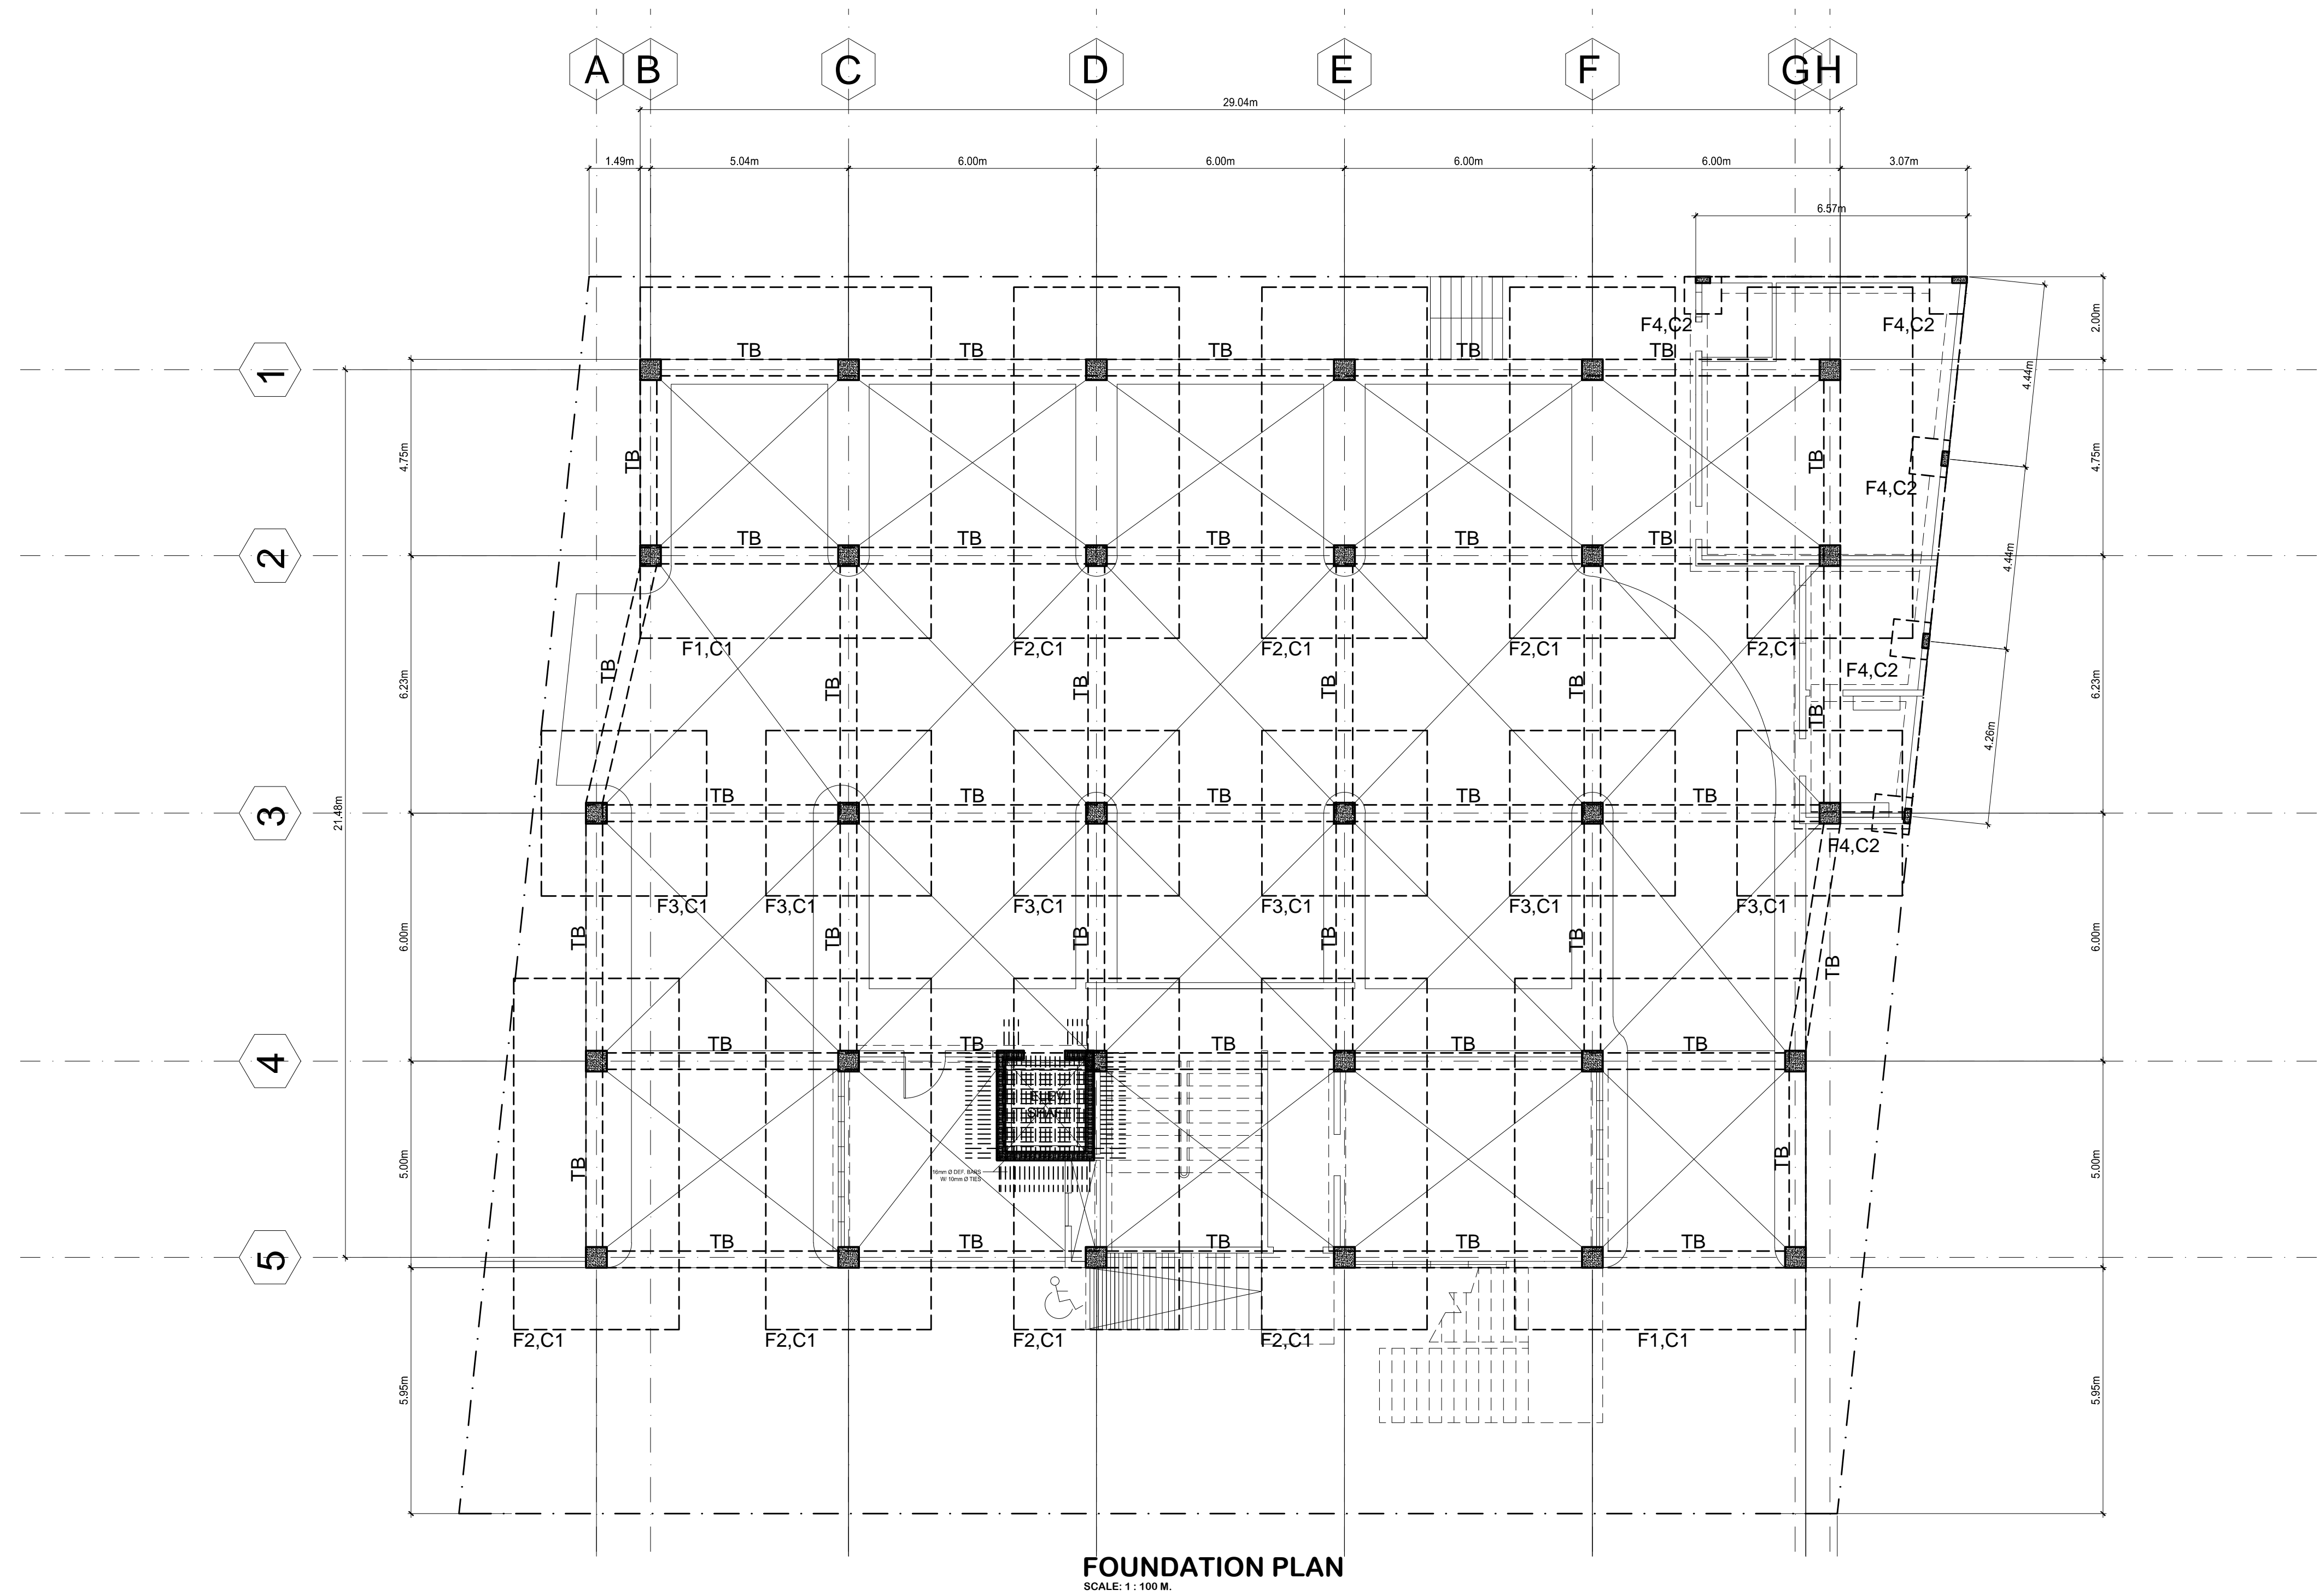 A B C D E F G H
29.04m
1.49m 5.04m 6.00m 6.00m 6.00m 6.00m 3.07m
6.57m
F4,C2 F4,C2
2.00m
TB TB TB TB TB
1
4.44m
4.75m TB TB 4.75m
F4,C2
TB TB TB TB TB
2
4.44m
F1,C1 F2,C1 F2,C1 F2,C1 F2,C1
F4,C2
6.23m TB TB TB TB TB 6.23m
TB
4.26m
TB TB TB TB TB
3
21.48m
F4,C2
F3,C1 F3,C1 F3,C1 F3,C1 F3,C1 F3,C1
6.00m TB TB TB TB TB 6.00m
TB
TB TB TB TB TB
4
ELEV.
SHAFT
5.00m TB TB 5.00m
16mm Ø DEF. BARS
W/ 10mm Ø TIES
TB TB TB TB TB
5
F2,C1 F2,C1 F2,C1 F2,C1 F1,C1
5.95m 5.95m
FOUNDATION PLAN
SCALE: 1 : 100 M.